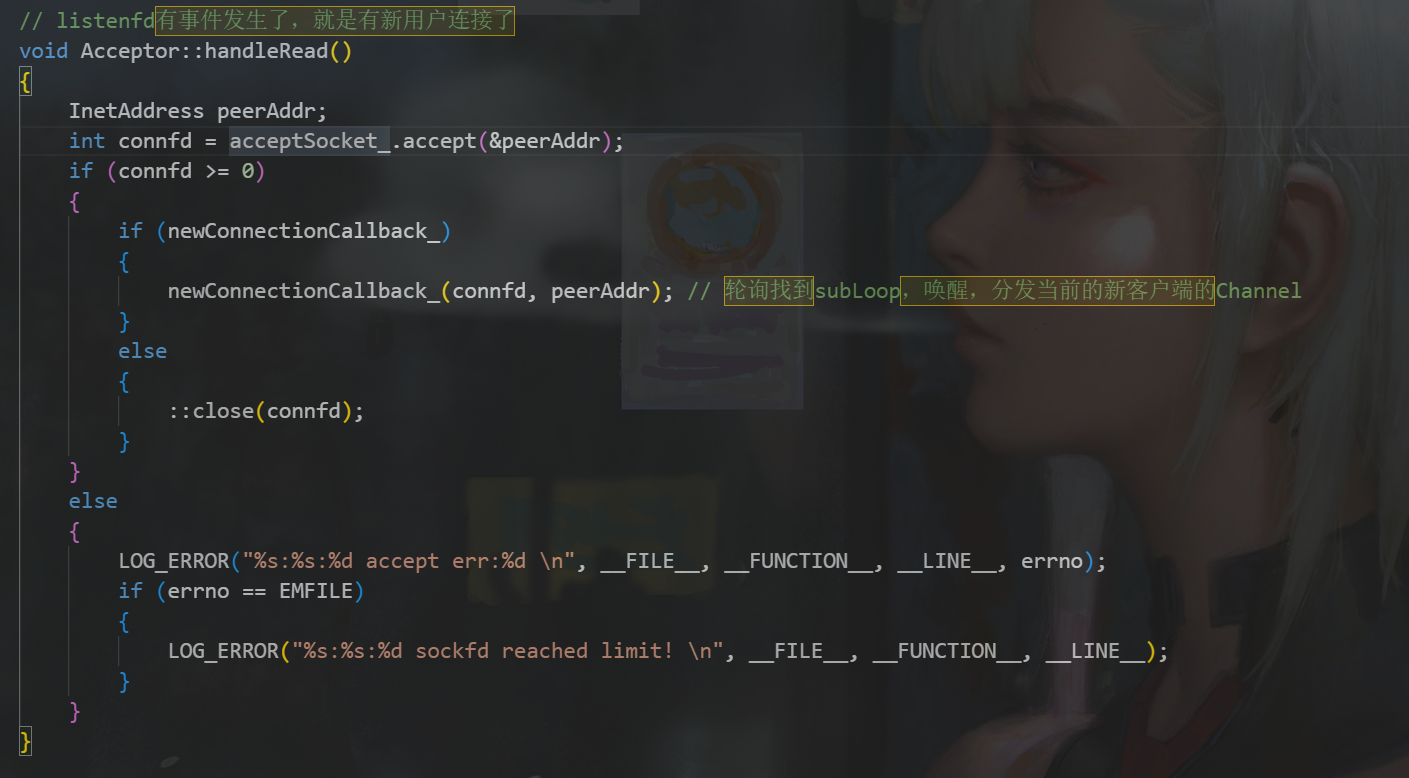 // listenfd有事件发生了，就是有新用户连接了
void Acceptor::handleRead()
{
    InetAddress peerAddr;
    int connfd = acceptSocket_.accept(&peerAddr);
    if (connfd >= 0)
    {
        if (newConnectionCallback_)
        {
            newConnectionCallback_(connfd, peerAddr); // 轮询找到subLoop，唤醒，分发当前的新客户端的Channel
        }
        else
        {
            ::close(connfd);
        }
    }
    else
    {
        LOG_ERROR("%s:%s:%d accept err:%d \n", __FILE__, __FUNCTION__, __LINE__, errno);
        if (errno == EMFILE)
        {
            LOG_ERROR("%s:%s:%d sockfd reached limit! \n", __FILE__, __FUNCTION__, __LINE__);
        }
    }
}